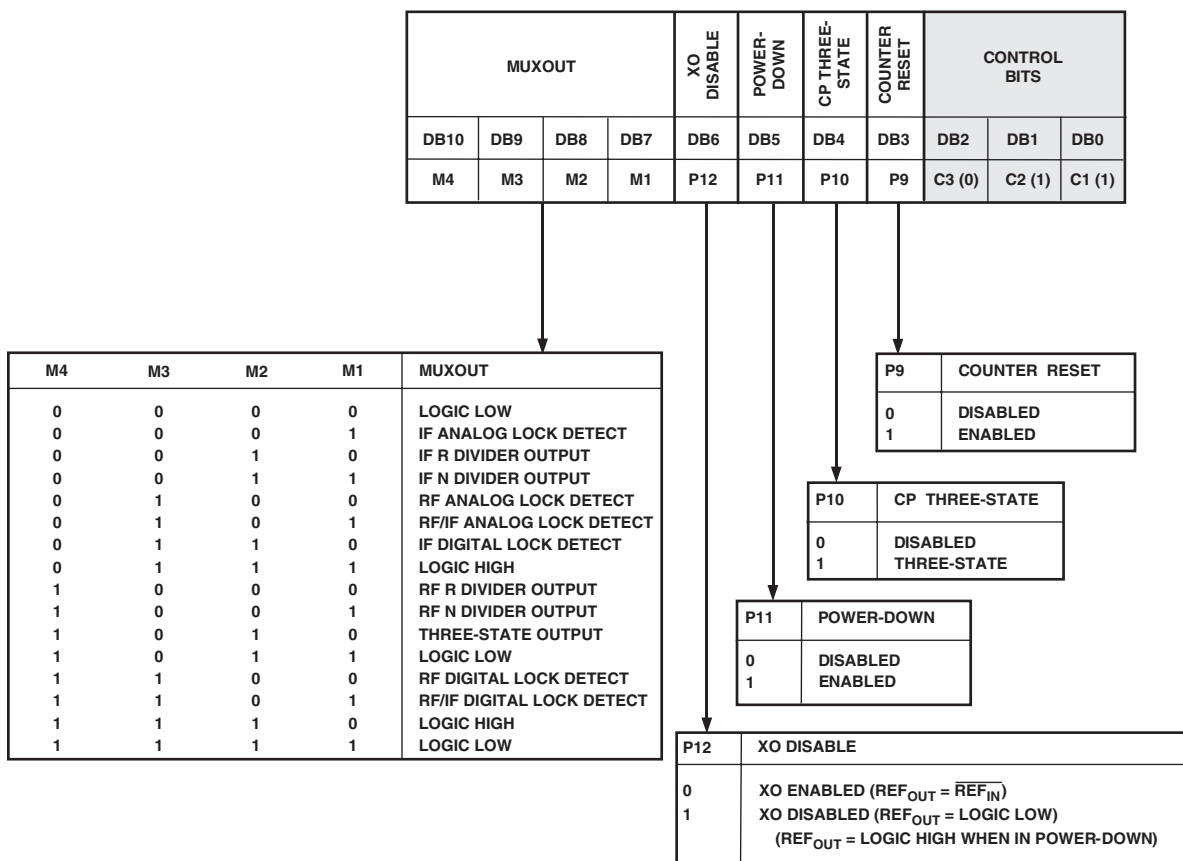 MUXOUT XO DISABLE POWER-DOWN CP THREE-STATE COUNTER RESET CONTROL BITS
DB10 DB9 DB8 DB7 DB6 DB5 DB4 DB3 DB2 DB1 DB0
M4 M3 M2 M1 P12 P11 P10 P9 C3 (0) C2 (1) C1 (1)
M4 M3 M2 M1 MUXOUT
0 0 0 0 LOGIC LOW
0 0 0 1 IF ANALOG LOCK DETECT
0 0 1 0 IF R DIVIDER OUTPUT
0 0 1 1 IF N DIVIDER OUTPUT
0 1 0 0 RF ANALOG LOCK DETECT
0 1 0 1 RF/IF ANALOG LOCK DETECT
0 1 1 0 IF DIGITAL LOCK DETECT
0 1 1 1 LOGIC HIGH
1 0 0 0 RF R DIVIDER OUTPUT
1 0 0 1 RF N DIVIDER OUTPUT
1 0 1 0 THREE-STATE OUTPUT
1 0 1 1 LOGIC LOW
1 1 0 0 RF DIGITAL LOCK DETECT
1 1 0 1 RF/IF DIGITAL LOCK DETECT
1 1 1 0 LOGIC HIGH
1 1 1 1 LOGIC LOW
P9 COUNTER RESET
0 DISABLED
1 ENABLED
P10 CP THREE-STATE
0 DISABLED
1 THREE-STATE
P11 POWER-DOWN
0 DISABLED
1 ENABLED
P12 XO DISABLE
0 XO ENABLED (REFOUT = REFIN)
1 XO DISABLED (REFOUT = LOGIC LOW)
(REFOUT = LOGIC HIGH WHEN IN POWER-DOWN)